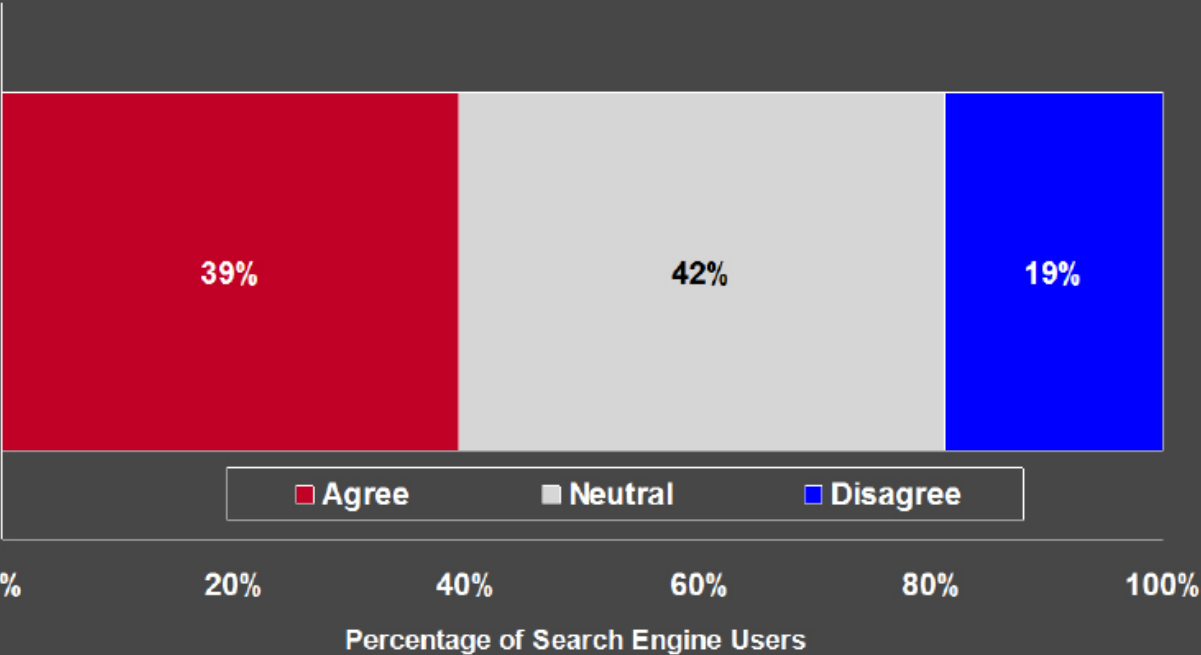 39% 42% 19%
Agree Neutral Disagree
% 20% 40% 60% 80% 100%
Percentage of Search Engine Users